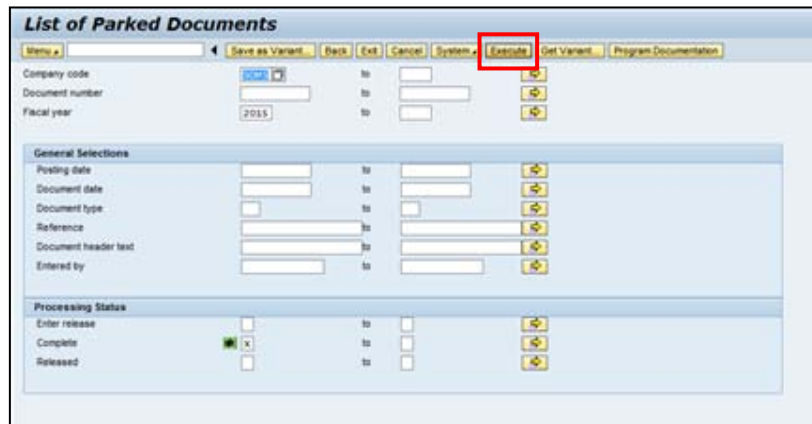 List of Parked Documents
Menu Save as Variant... Back Exit Cancel System Execute Get Variant... Program Documentation
Company code to
Document number to
Fiscal year 2015 to
General Selections
Posting date to
Document date to
Document type to
Reference to
Document header text to
Entered by to
Processing Status
Enter release to
Complete x to
Released to